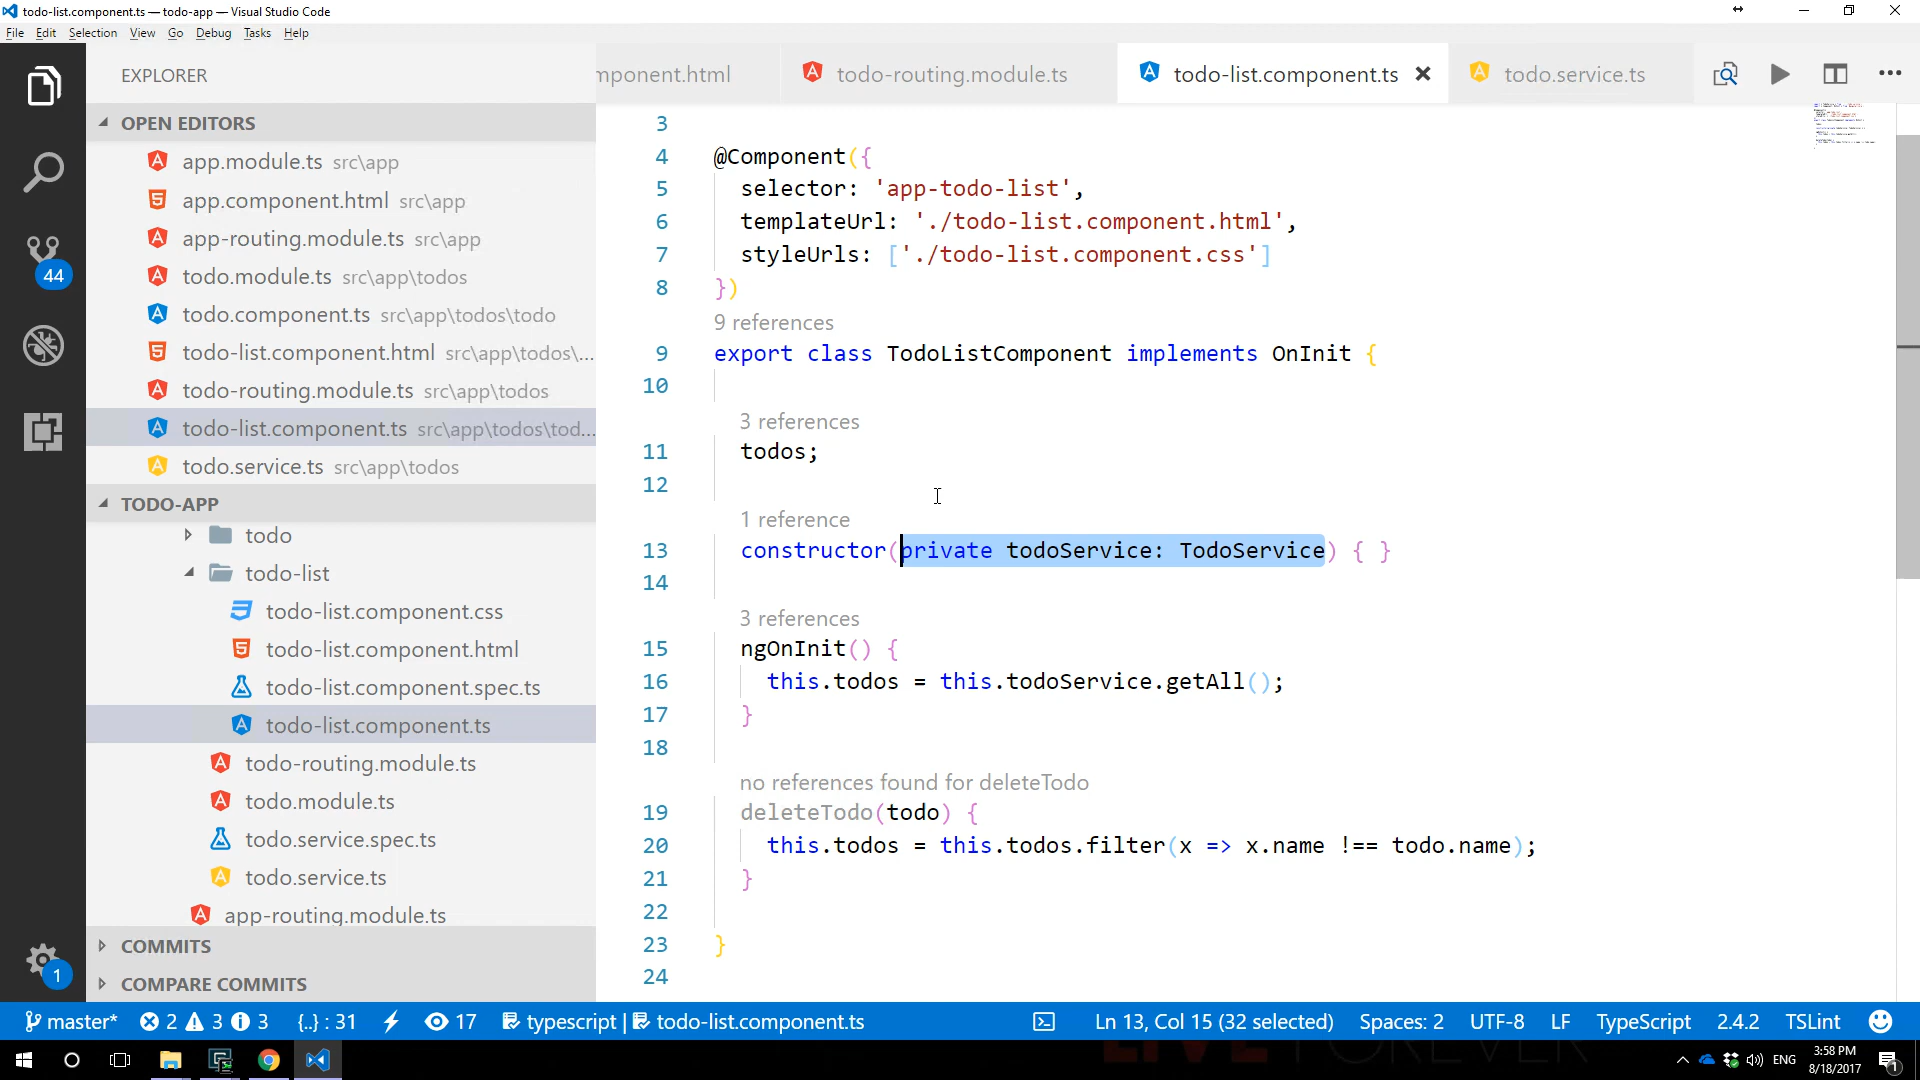 todo-list.component.ts — todo-app — Visual Studio Code
File Edit Selection View Go Debug Tasks Help
EXPLORER
mponent.html
todo-routing.module.ts
todo-list.component.ts
todo.service.ts
OPEN EDITORS
app.module.ts src\app
app.component.html src\app
app-routing.module.ts src\app
todo.module.ts src\app\todos
todo.component.ts src\app\todos\todo
todo-list.component.html src\app\todos\...
todo-routing.module.ts src\app\todos
todo-list.component.ts src\app\todos\tod...
todo.service.ts src\app\todos
TODO-APP
todo
todo-list
todo-list.component.css
todo-list.component.html
todo-list.component.spec.ts
todo-list.component.ts
todo-routing.module.ts
todo.module.ts
todo.service.spec.ts
todo.service.ts
app-routing.module.ts
COMMITS
COMPARE COMMITS
44
1
3
4 @Component({
5 selector: 'app-todo-list',
6 templateUrl: './todo-list.component.html',
7 styleUrls: ['./todo-list.component.css']
8 })
9 references
9 export class TodoListComponent implements OnInit {
10
3 references
11 todos;
12
1 reference
13 constructor(private todoService: TodoService) { }
14
3 references
15 ngOnInit() {
16 this.todos = this.todoService.getAll();
17 }
18
no references found for deleteTodo
19 deleteTodo(todo) {
20 this.todos = this.todos.filter(x => x.name !== todo.name);
21 }
22
23 }
24
master* 2 3 3 {..} : 31 17 typescript | todo-list.component.ts Ln 13, Col 15 (32 selected) Spaces: 2 UTF-8 LF TypeScript 2.4.2 TSLint
ENG 3:58 PM
8/18/2017
1